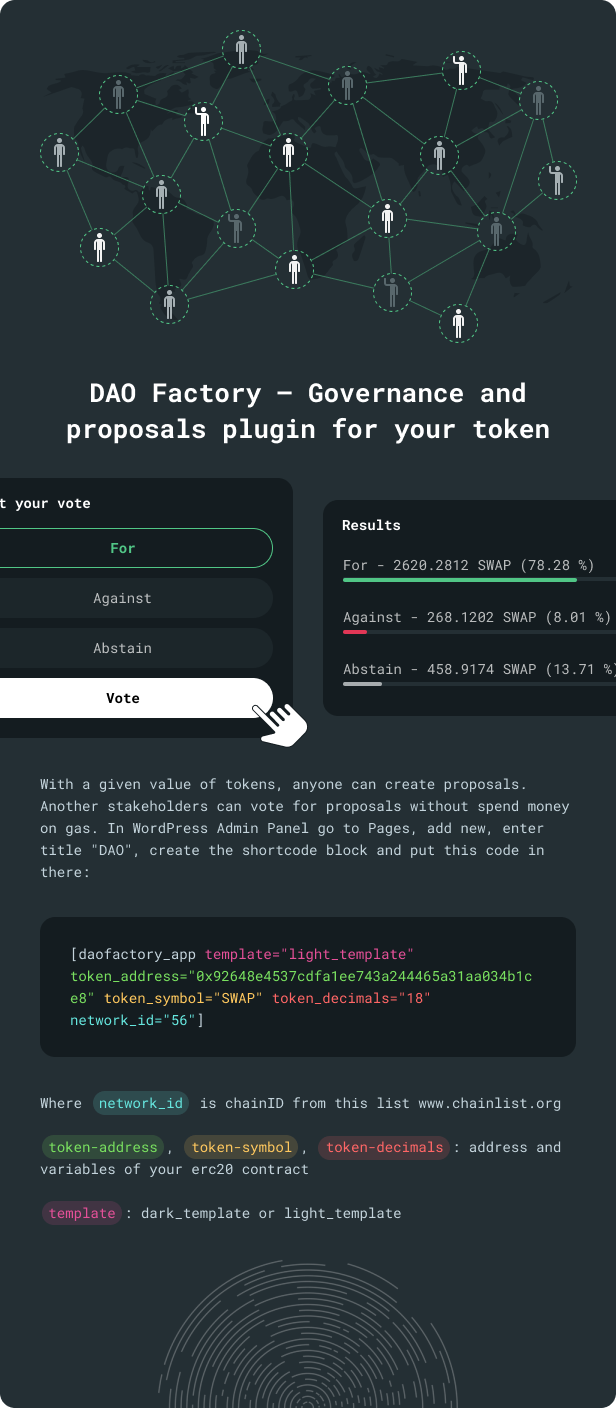 DAO Factory — Governance and
proposals plugin for your token
t your vote
For
Against
Abstain
Vote
Results
For - 2620.2812 SWAP (78.28 %)
Against - 268.1202 SWAP (8.01 %)
Abstain - 458.9174 SWAP (13.71 %)
With a given value of tokens, anyone can create proposals.
Another stakeholders can vote for proposals without spend money
on gas. In WordPress Admin Panel go to Pages, add new, enter
title "DAO", create the shortcode block and put this code in
there:
[daofactory_app template="light_template"
token_address="0x92648e4537cdfa1ee743a244465a31aa034b1c
e8" token_symbol="SWAP" token_decimals="18"
network_id="56"]
Where network_id is chainID from this list www.chainlist.org
token-address, token-symbol, token-decimals: address and
variables of your erc20 contract
template: dark_template or light_template